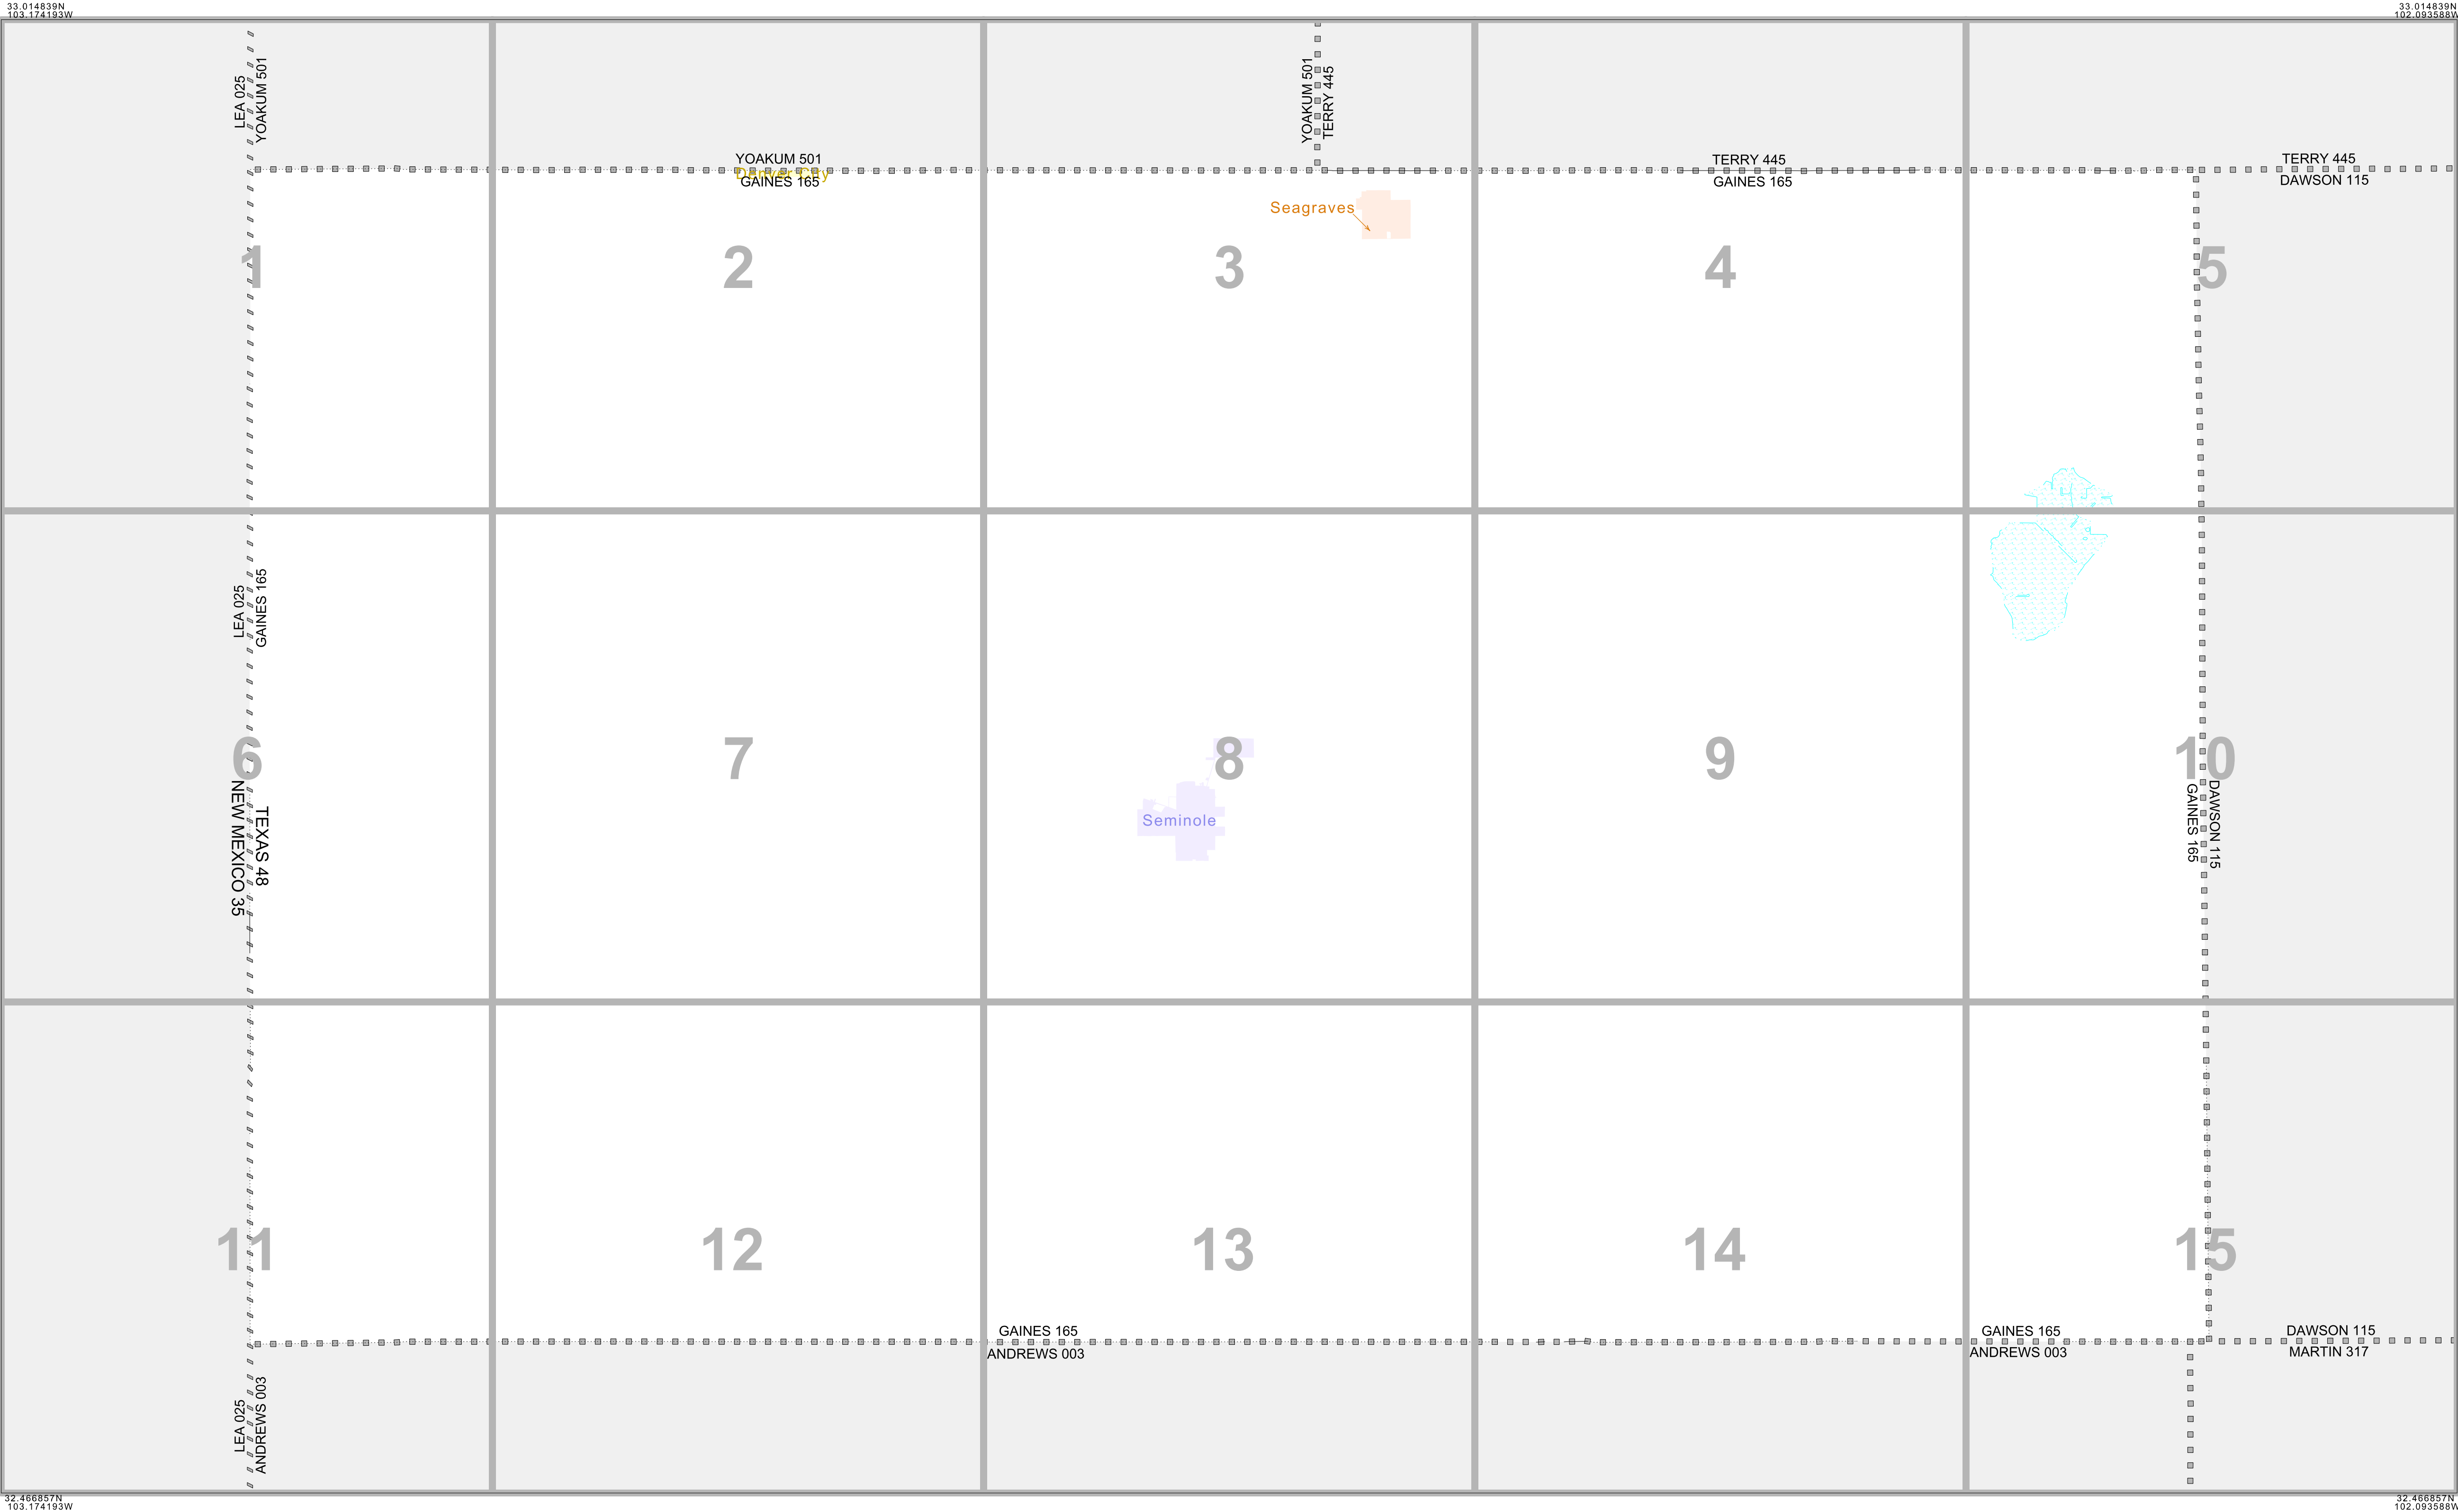 33.014839N
103.174193W
33.014839N
102.093588W
LEA 025
YOAKUM 501
YOAKUM 501
TERRY 445
YOAKUM 501
Denver City
GAINES 165
TERRY 445
GAINES 165
TERRY 445
DAWSON 115
Seagraves
1
2
3
4
5
LEA 025
GAINES 165
6
7
8
9
10
NEW MEXICO 35
TEXAS 48
Seminole
GAINES 165
DAWSON 115
11
12
13
14
15
GAINES 165
ANDREWS 003
GAINES 165
ANDREWS 003
DAWSON 115
MARTIN 317
LEA 025
ANDREWS 003
32.466857N
103.174193W
32.466857N
102.093588W